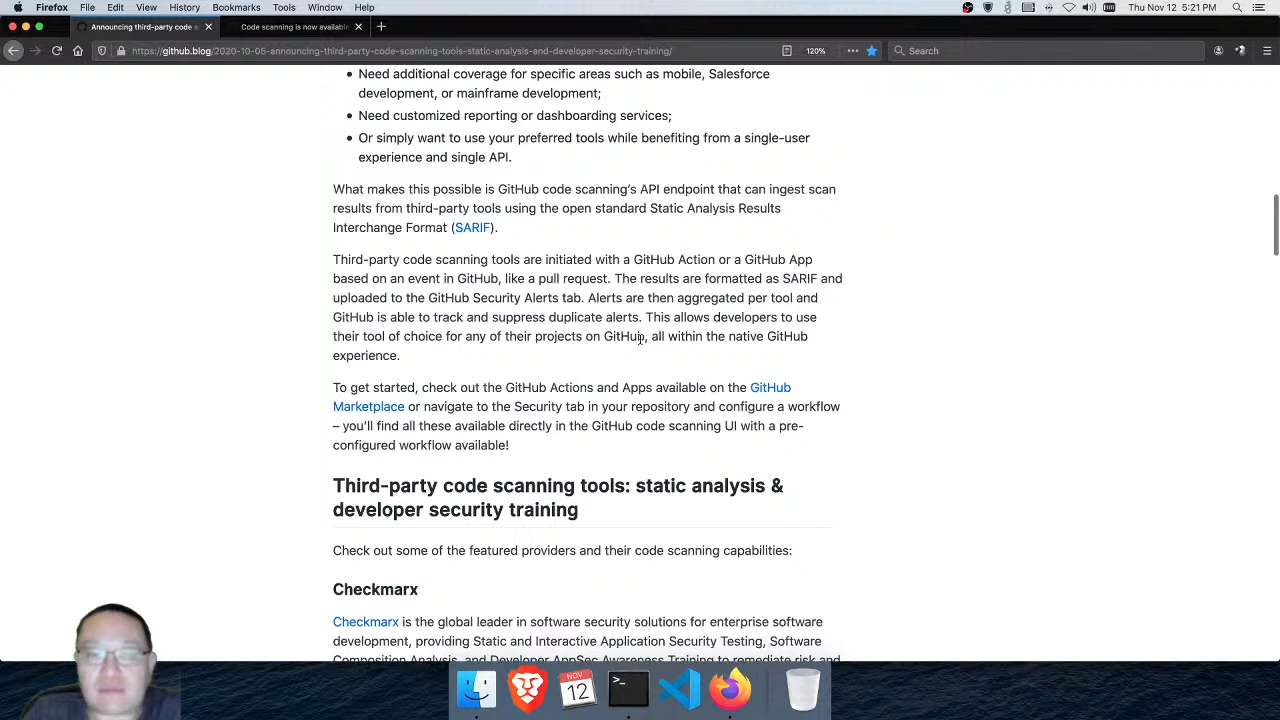 Firefox File Edit View History Bookmarks Tools Window Help Thu Nov 12 5:21 PM
Announcing third-party code s Code scanning is now available
https://github.blog/2020-10-05-announcing-third-party-code-scanning-tools-static-analysis-and-developer-security-training/ 120% Search
• Need additional coverage for specific areas such as mobile, Salesforce
development, or mainframe development;
• Need customized reporting or dashboarding services;
• Or simply want to use your preferred tools while benefiting from a single-user
experience and single API.
What makes this possible is GitHub code scanning's API endpoint that can ingest scan
results from third-party tools using the open standard Static Analysis Results
Interchange Format (SARIF).
Third-party code scanning tools are initiated with a GitHub Action or a GitHub App
based on an event in GitHub, like a pull request. The results are formatted as SARIF and
uploaded to the GitHub Security Alerts tab. Alerts are then aggregated per tool and
GitHub is able to track and suppress duplicate alerts. This allows developers to use
their tool of choice for any of their projects on GitHub, all within the native GitHub
experience.
To get started, check out the GitHub Actions and Apps available on the GitHub
Marketplace or navigate to the Security tab in your repository and configure a workflow
– you'll find all these available directly in the GitHub code scanning UI with a pre-
configured workflow available!
Third-party code scanning tools: static analysis &
developer security training
Check out some of the featured providers and their code scanning capabilities:
Checkmarx
Checkmarx is the global leader in software security solutions for enterprise software
development, providing Static and Interactive Application Security Testing, Software
Composition Analysis, and Developer AppSec Awareness Training to remediate risk and
NOV
12
>_